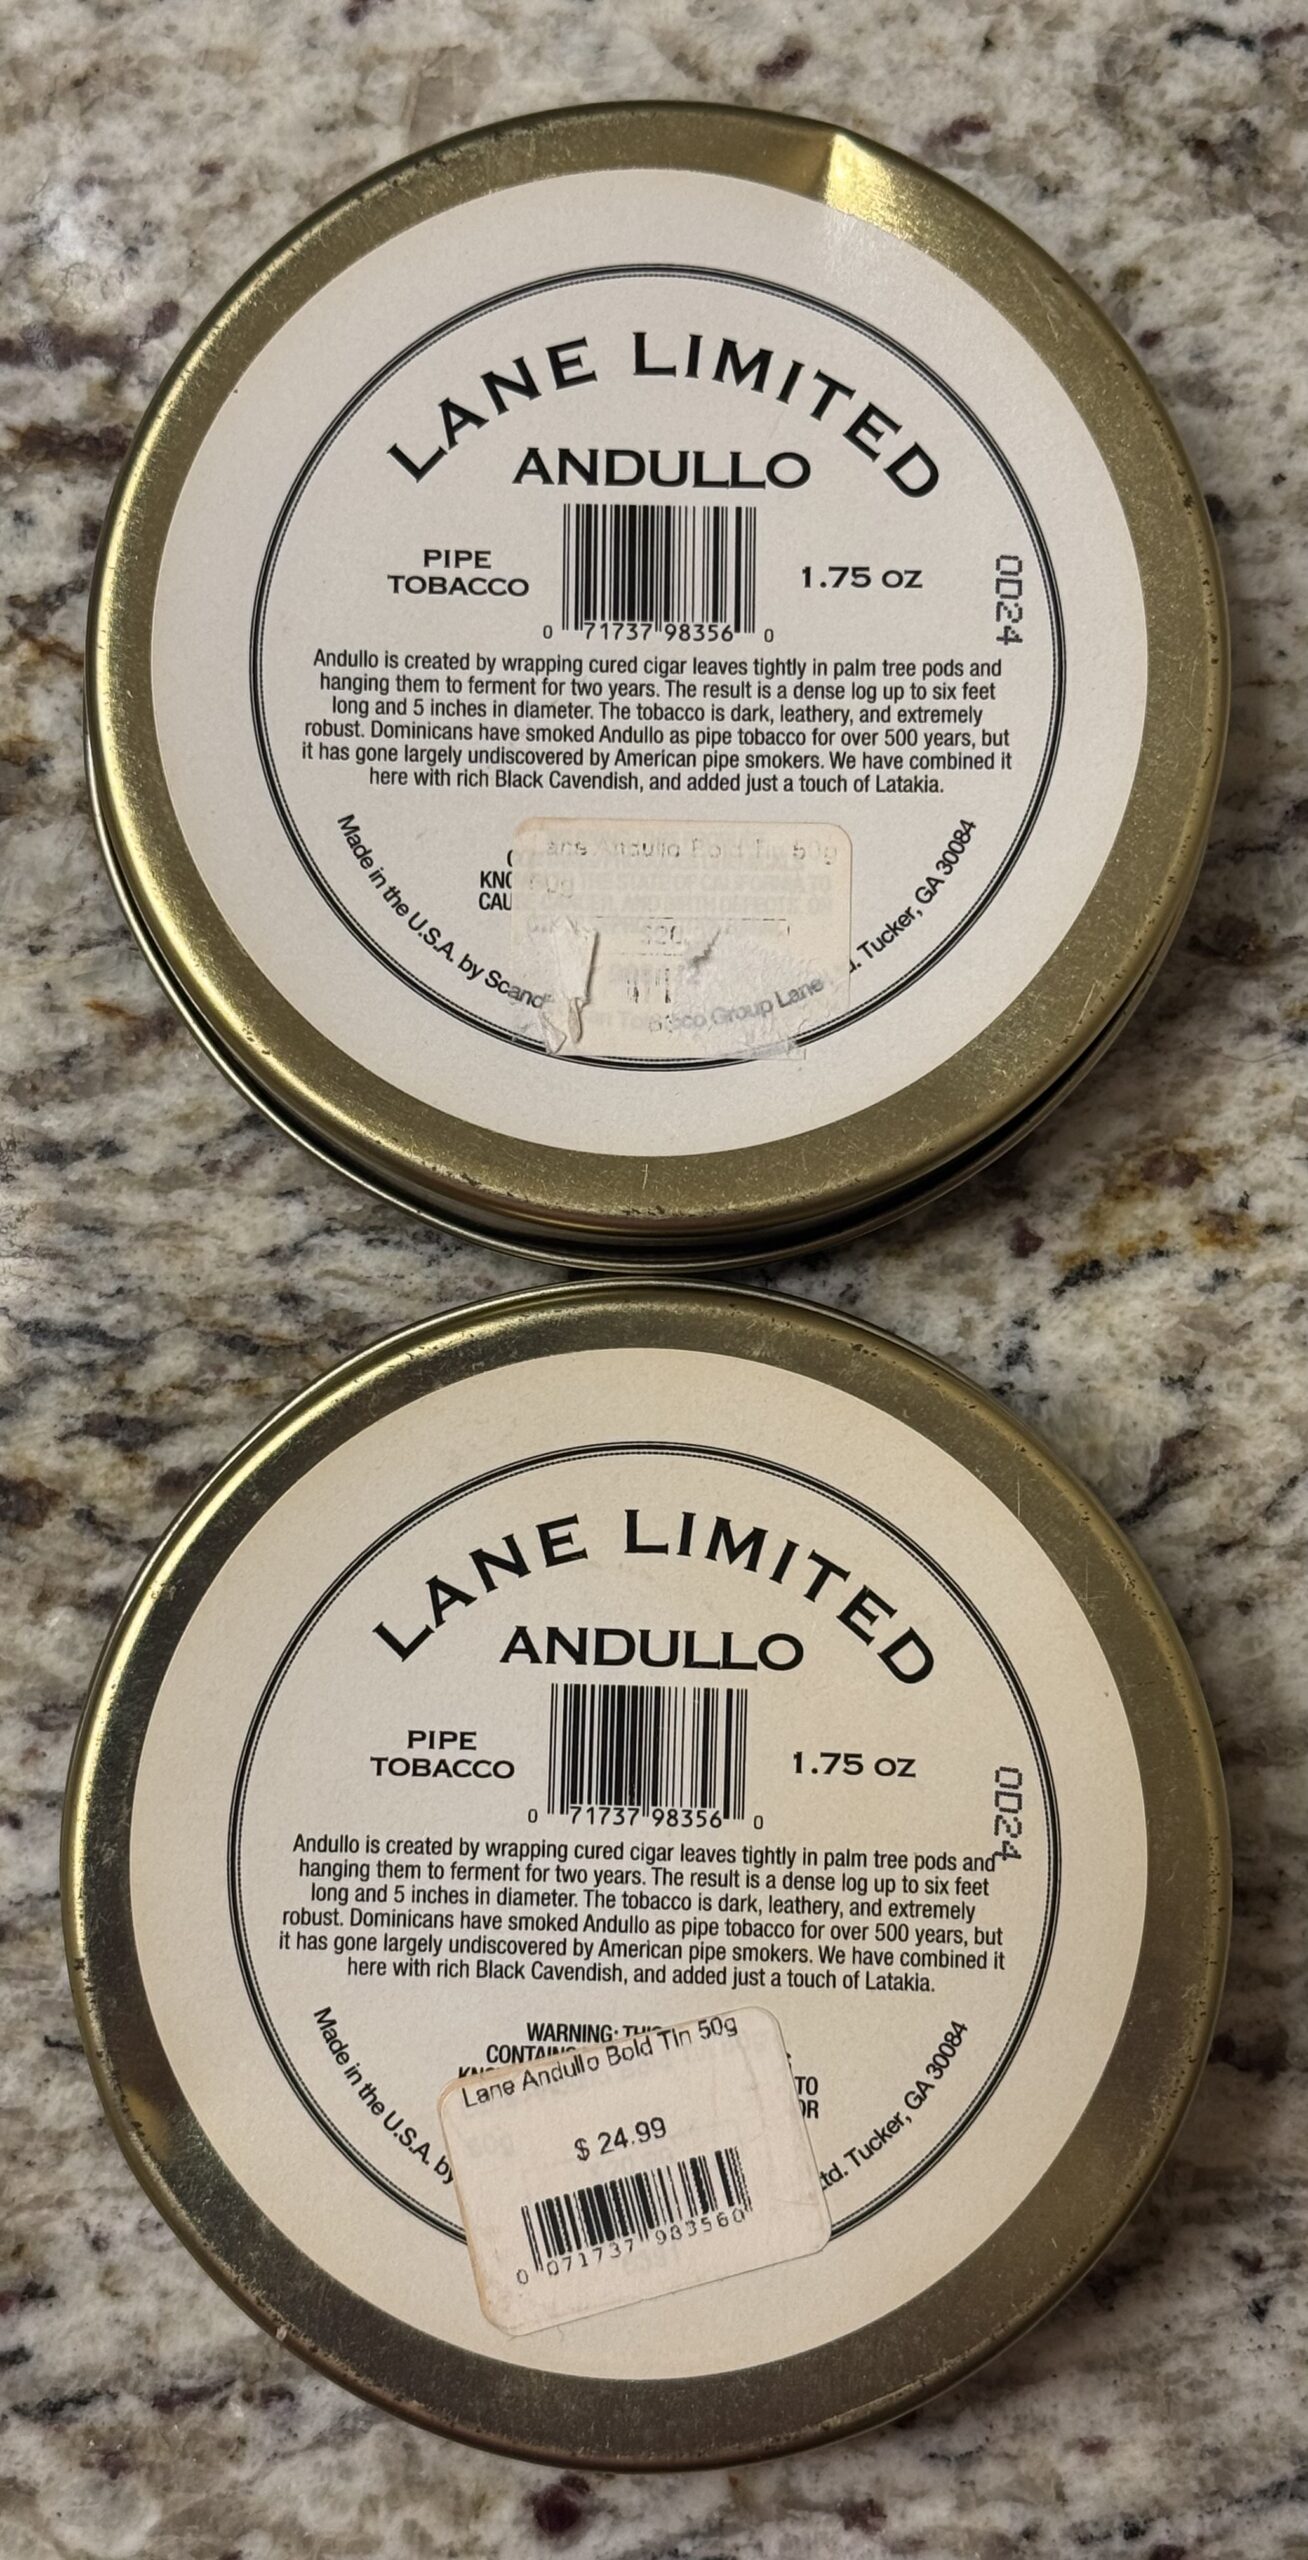 LANE LIMITED
ANDULLO
PIPE
TOBACCO
1.75 OZ
0D24
0 71737 98356 0
Andullo is created by wrapping cured cigar leaves tightly in palm tree pods and
hanging them to ferment for two years. The result is a dense log up to six feet
long and 5 inches in diameter. The tobacco is dark, leathery, and extremely
robust. Dominicans have smoked Andullo as pipe tobacco for over 500 years, but
it has gone largely undiscovered by American pipe smokers. We have combined it
here with rich Black Cavendish, and added just a touch of Latakia.
Lane Andullo Bold Tin 50g
THE STATE OF CALIFORNIA
Made in the U.S.A. by Group Lane Tucker, GA 30084
LANE LIMITED
ANDULLO
PIPE
TOBACCO
1.75 OZ
0D24
0 71737 98356 0
Andullo is created by wrapping cured cigar leaves tightly in palm tree pods and
hanging them to ferment for two years. The result is a dense log up to six feet
long and 5 inches in diameter. The tobacco is dark, leathery, and extremely
robust. Dominicans have smoked Andullo as pipe tobacco for over 500 years, but
it has gone largely undiscovered by American pipe smokers. We have combined it
here with rich Black Cavendish, and added just a touch of Latakia.
WARNING:
TO
OR
Lane Andullo Bold Tin 50g
$ 24.99
0 071737 983560
Made in the U.S.A. by Ltd. Tucker, GA 30084